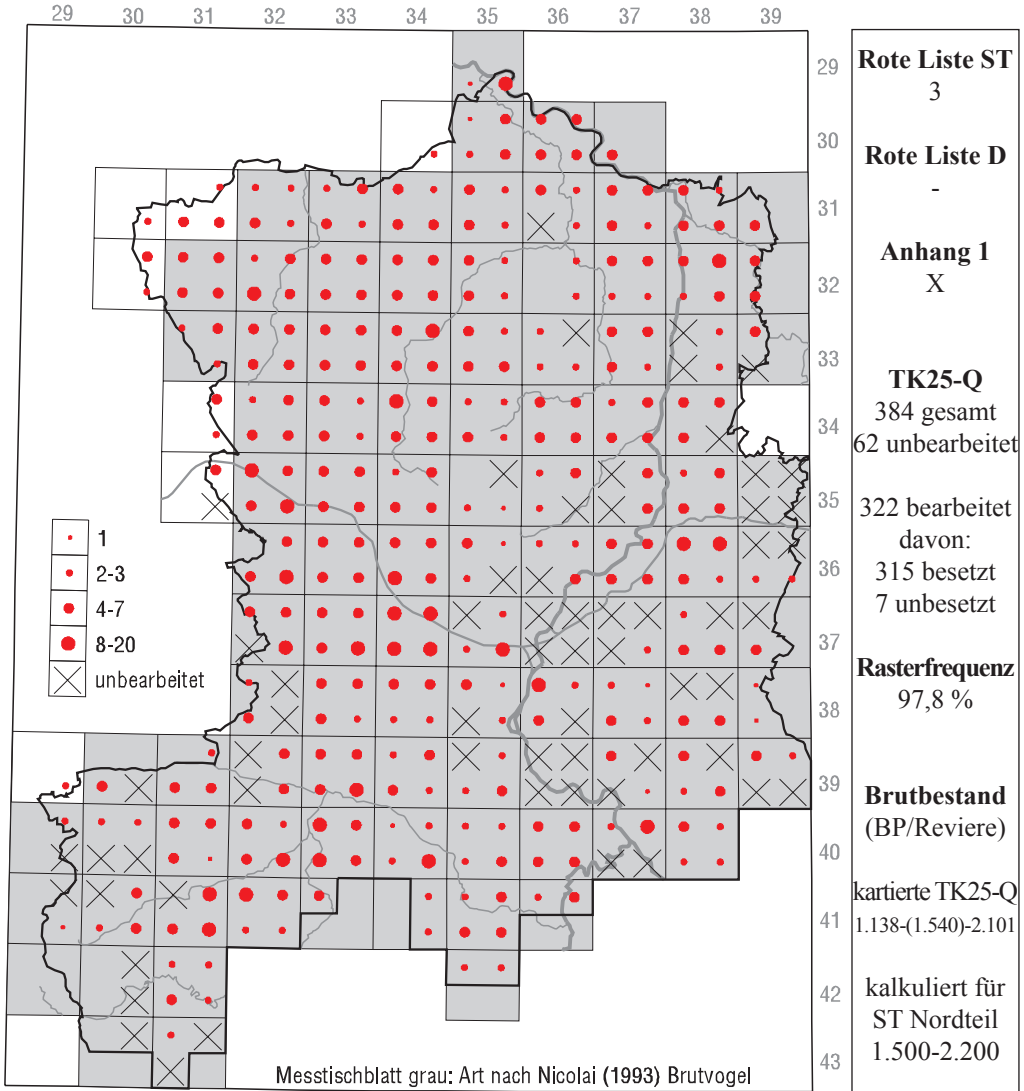 29 31 32 33 34 35 36 37 38 39
29
30
31
32
33
34
35
36
37
38
39
40
41
42
43
1
2-3
4-7
8-20
unbearbeitet
Messtischblatt grau: Art nach Nicolai (1993) Brutvogel
Rote Liste ST
3
Rote Liste D
-
Anhang 1
X
TK25-Q
384 gesamt
62 unbearbeitet
322 bearbeitet
davon:
315 besetzt
7 unbesetzt
Rasterfrequenz
97,8 %
Brutbestand
(BP/Reviere)
kartierte TK25-Q
1.138-(1.540)-2.101
kalkuliert für
ST Nordteil
1.500-2.200